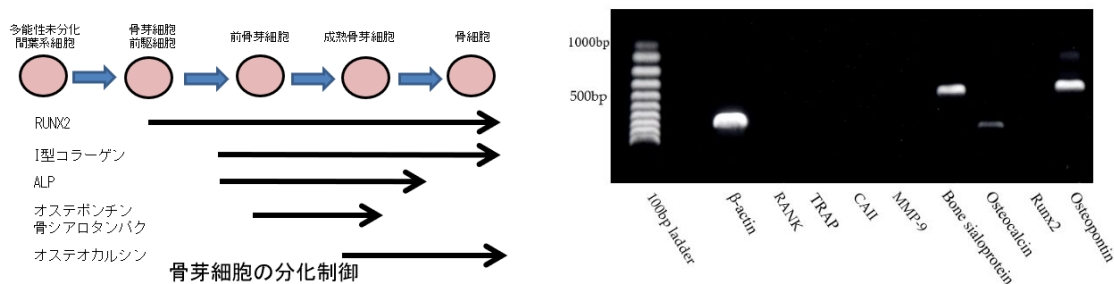 多能性未分化
間葉系細胞
骨芽細胞
前駆細胞
前骨芽細胞
成熟骨芽細胞
骨細胞
RUNX2
I型コラーゲン
ALP
オステポンチン
骨シアロタンパク
オステオカルシン
骨芽細胞の分化制御
1000bp
500bp
100bp ladder
β-actin
RANK
TRAP
CAII
MMP-9
Bone sialoprotein
Osteocalcin
Runx2
Osteopontin